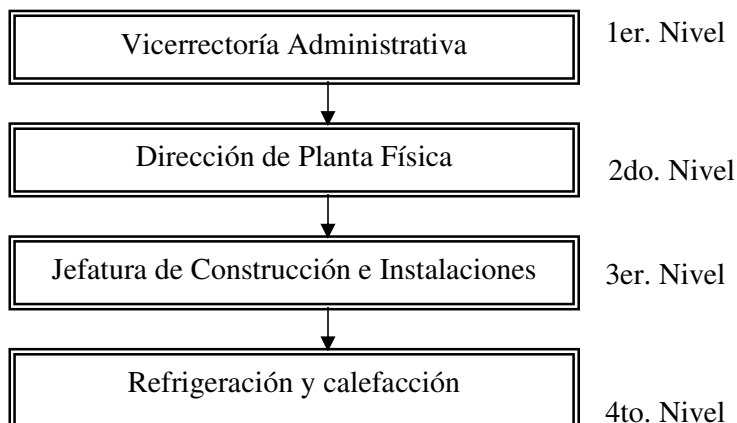 Vicerrectoría Administrativa
1er. Nivel
Dirección de Planta Física
2do. Nivel
Jefatura de Construcción e Instalaciones
3er. Nivel
Refrigeración y calefacción
4to. Nivel